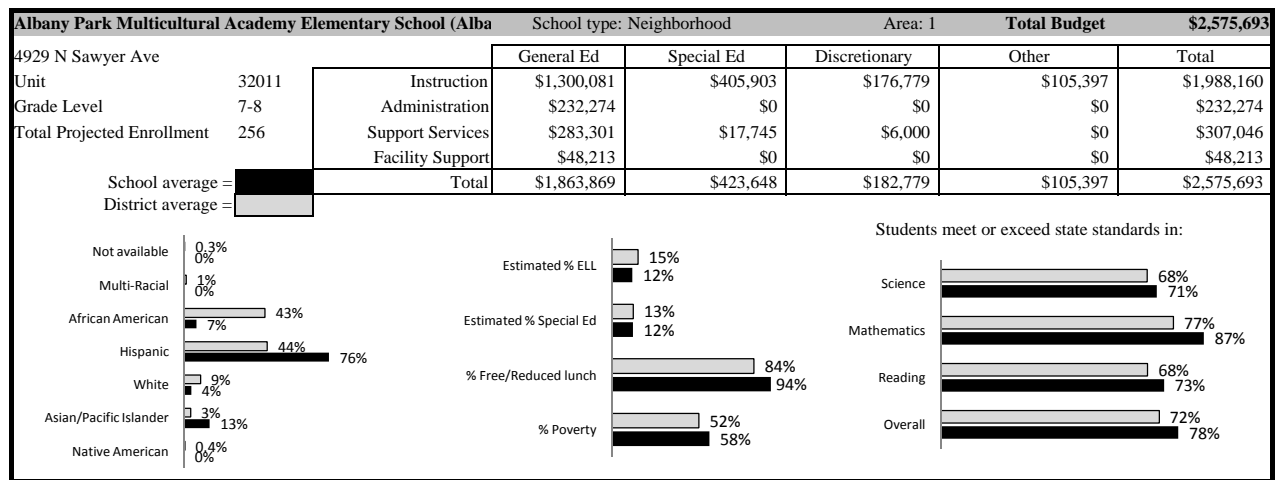 Albany Park Multicultural Academy Elementary School (Alba School type: Neighborhood Area: 1 Total Budget $2,575,693
4929 N Sawyer Ave General Ed Special Ed Discretionary Other Total
Unit 32011 Instruction $1,300,081 $405,903 $176,779 $105,397 $1,988,160
Grade Level 7-8 Administration $232,274 $0 $0 $0 $232,274
Total Projected Enrollment 256 Support Services $283,301 $17,745 $6,000 $0 $307,046
Facility Support $48,213 $0 $0 $0 $48,213
School average = Total $1,863,869 $423,648 $182,779 $105,397 $2,575,693
District average =
Not available 0.3%
0%
Multi-Racial 1%
0%
African American 43%
7%
Hispanic 44%
76%
White 9%
4%
Asian/Pacific Islander 3%
13%
Native American 0.4%
0%
Estimated % ELL 15%
12%
Estimated % Special Ed 13%
12%
% Free/Reduced lunch 84%
94%
% Poverty 52%
58%
Students meet or exceed state standards in:
Science 68%
71%
Mathematics 77%
87%
Reading 68%
73%
Overall 72%
78%